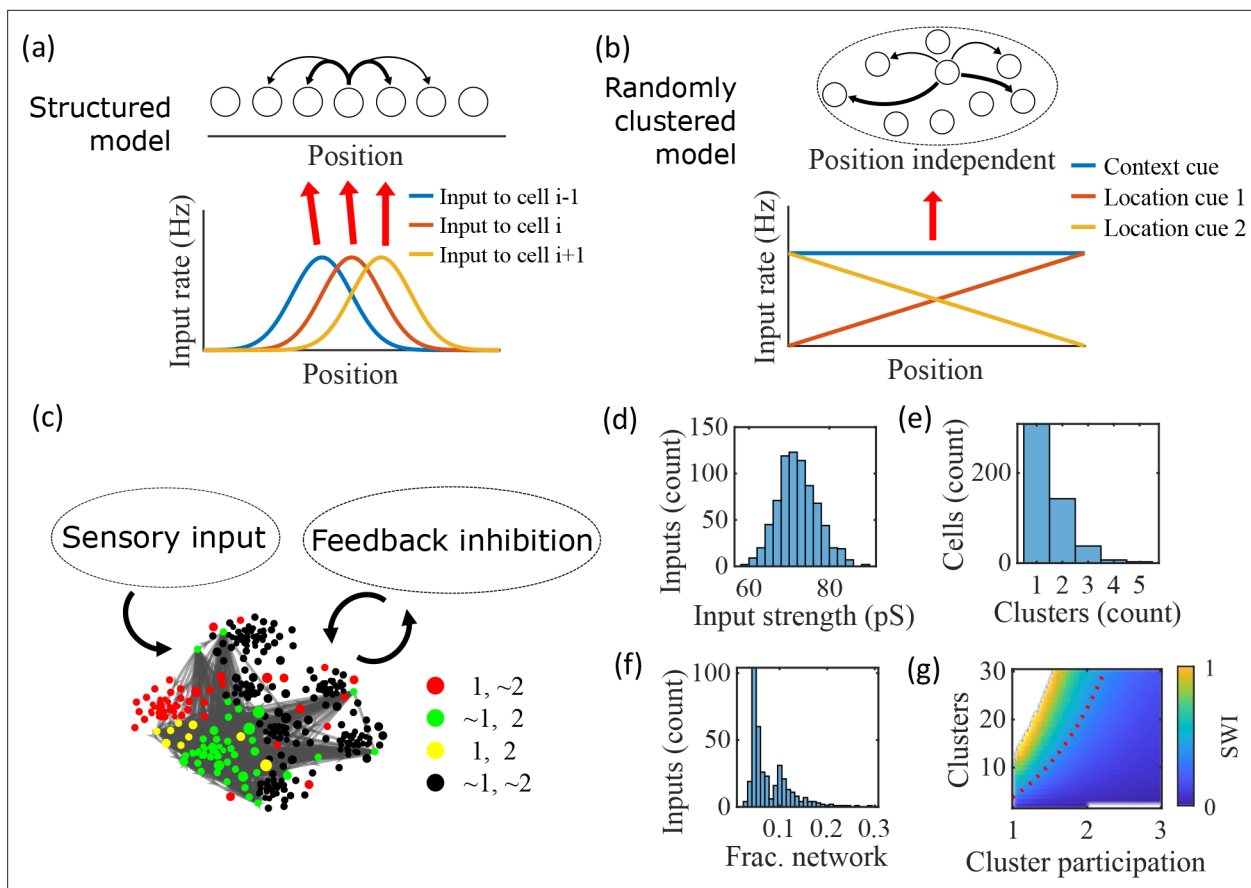 (a)
Structured
model
Position
Input to cell i-1
Input to cell i
Input to cell i+1
Input rate (Hz)
Position
(b)
Randomly
clustered
model
Position independent
Context cue
Location cue 1
Location cue 2
Input rate (Hz)
Position
(c)
Sensory input
Feedback inhibition
1, ~2
~1, 2
1, 2
~1, ~2
(d)
Inputs (count)
150
100
50
0
60 80
Input strength (pS)
(e)
Cells (count)
200
0
1 2 3 4 5
Clusters (count)
(f)
Inputs (count)
100
50
0
0.1 0.2 0.3
Frac. network
(g)
Clusters
30
20
10
1 2 3
Cluster participation
1
0
SWI